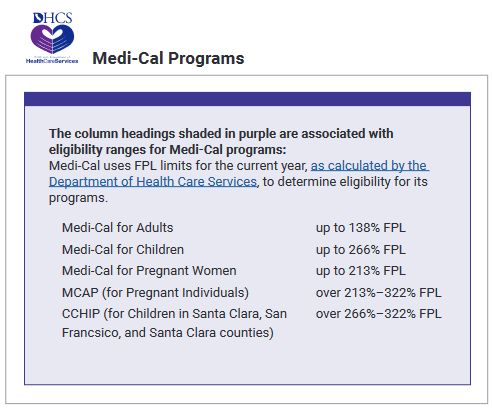 DHCS
HealthCareServices
Medi-Cal Programs
The column headings shaded in purple are associated with
eligibility ranges for Medi-Cal programs:
Medi-Cal uses FPL limits for the current year, as calculated by the
Department of Health Care Services, to determine eligibility for its
programs.
Medi-Cal for Adults up to 138% FPL
Medi-Cal for Children up to 266% FPL
Medi-Cal for Pregnant Women up to 213% FPL
MCAP (for Pregnant Individuals) over 213%–322% FPL
CCHIP (for Children in Santa Clara, San over 266%–322% FPL
Francsico, and Santa Clara counties)